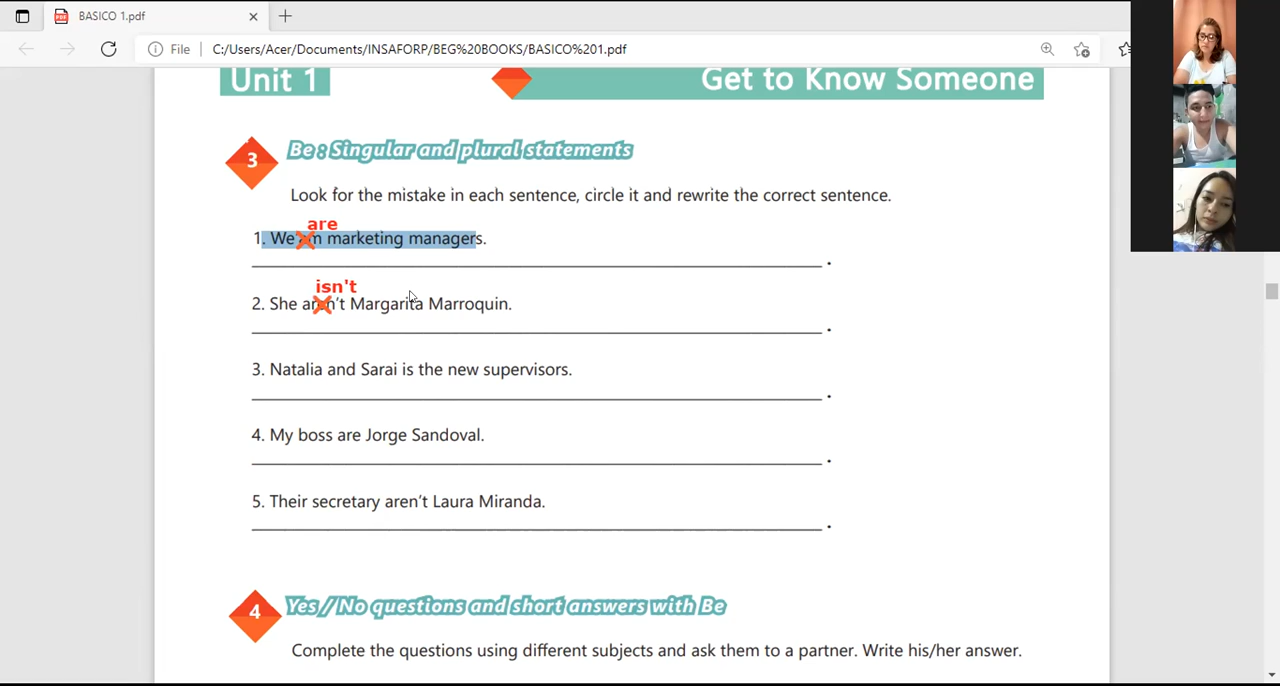 BASICO 1.pdf
File C:/Users/Acer/Documents/INSAFORP/BEG%20BOOKS/BASICO%201.pdf
Unit 1 Get to Know Someone
3 Be : Singular and plural statements
Look for the mistake in each sentence, circle it and rewrite the correct sentence.
are
1. We'am marketing managers.
.
isn't
2. She aren't Margarita Marroquin.
.
3. Natalia and Sarai is the new supervisors.
.
4. My boss are Jorge Sandoval.
.
5. Their secretary aren't Laura Miranda.
.
4 Yes / No questions and short answers with Be
Complete the questions using different subjects and ask them to a partner. Write his/her answer.